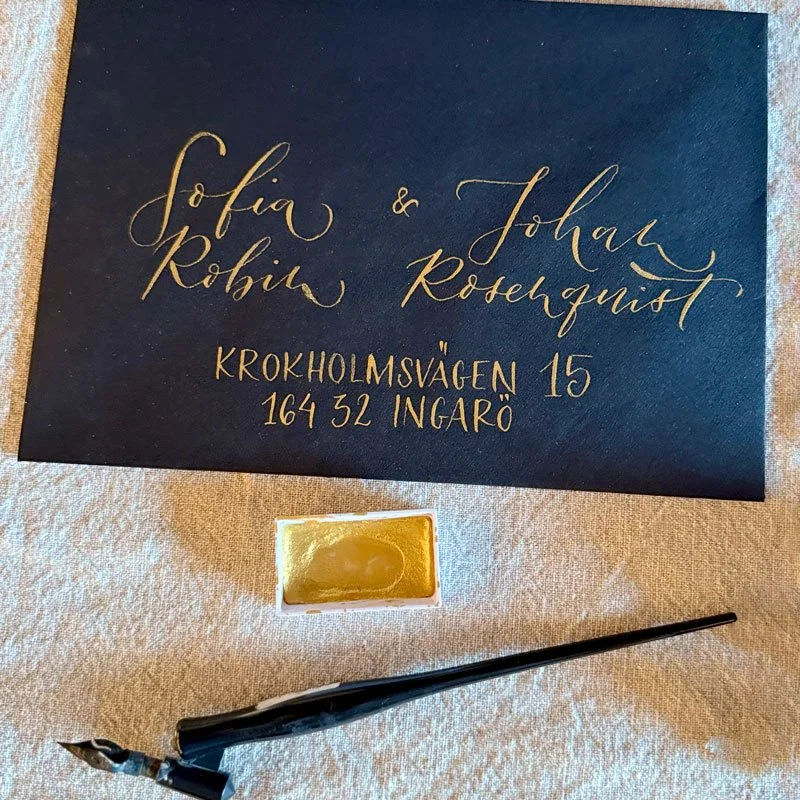 Sofia & Johan
Robin Rosenquist
KROKHOLMSVÄGEN 15
164 32 INGARÖ